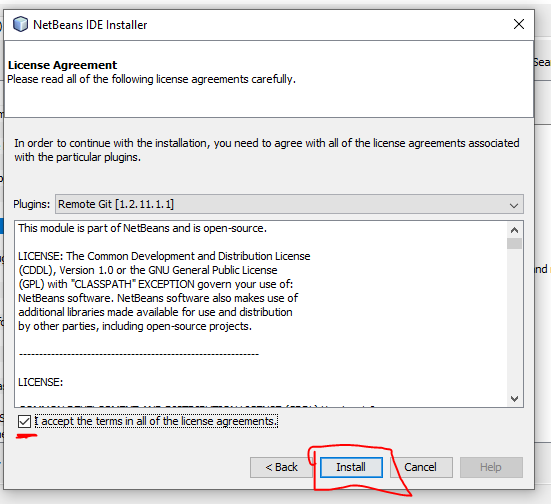 NetBeans IDE Installer
License Agreement
Please read all of the following license agreements carefully.
Sea
In order to continue with the installation, you need to agree with all of the license agreements associated
with the particular plugins.
Plugins: Remote Git [1.2.11.1.1]
This module is part of NetBeans and is open-source.
LICENSE: The Common Development and Distribution License
(CDDL), Version 1.0 or the GNU General Public License
(GPL) with "CLASSPATH" EXCEPTION govern your use of:
NetBeans software. NetBeans software also makes use of
additional libraries made available for use and distribution
by other parties, including open-source projects.
------------------------------------------------------------
LICENSE:
I accept the terms in all of the license agreements.
< Back Install Cancel Help